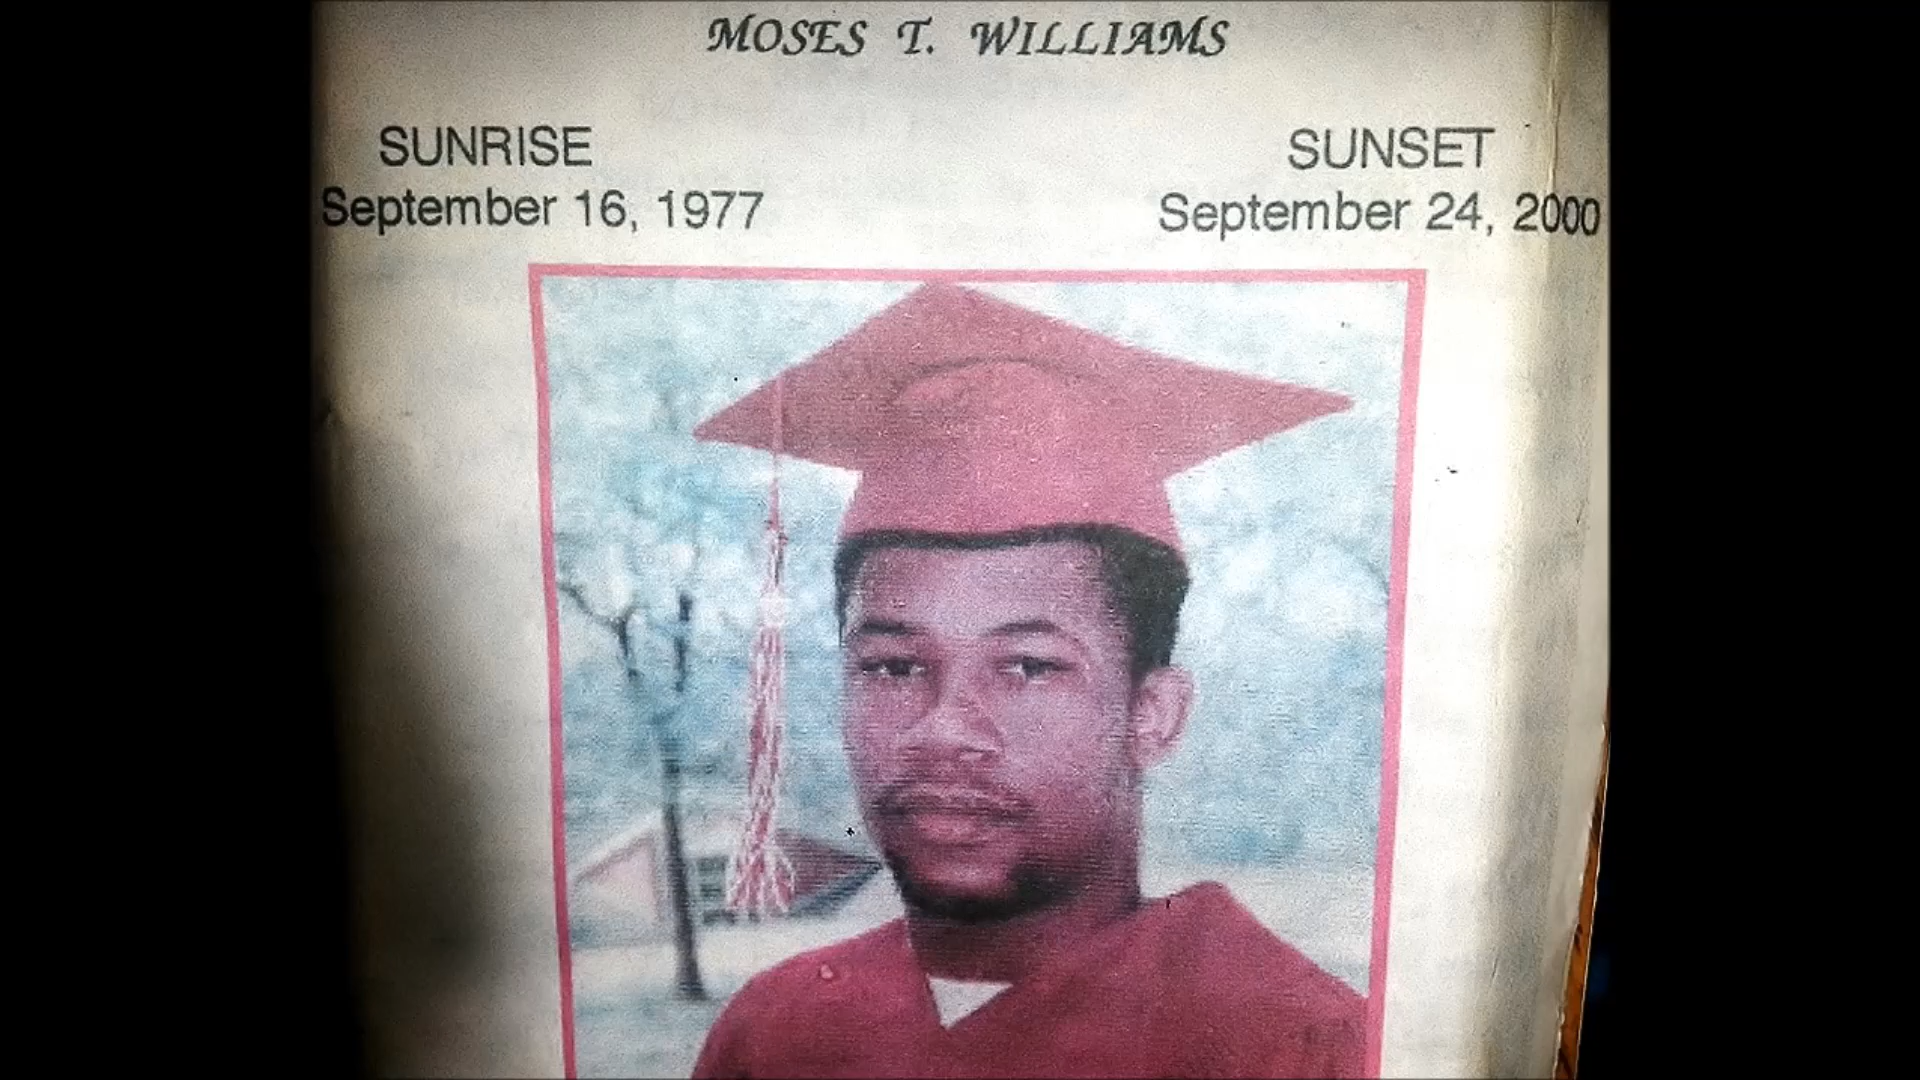 MOSES T. WILLIAMS
SUNRISE
September 16, 1977
SUNSET
September 24, 2000